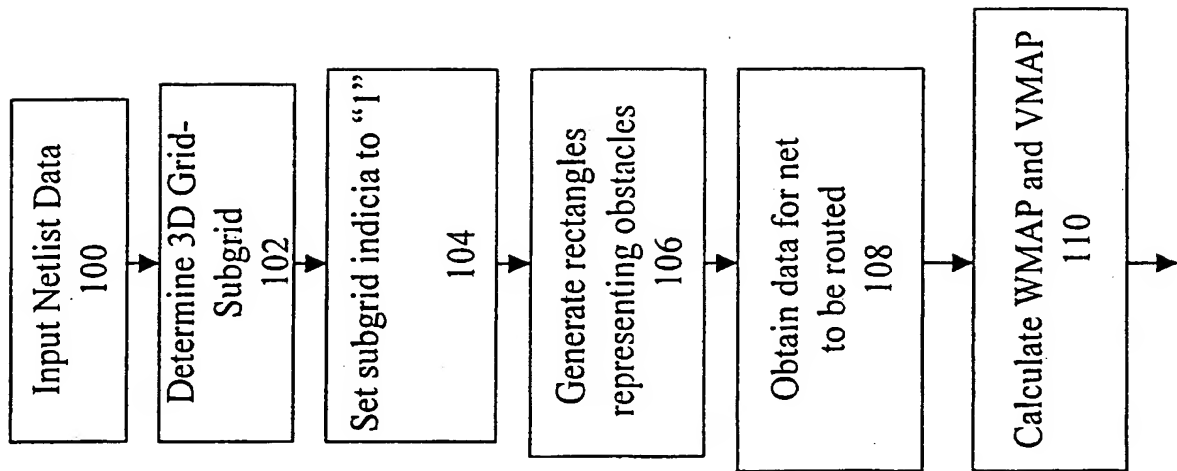 Input Netlist Data
100
Determine 3D Grid-
Subgrid
102
Set subgrid indicia to “1”
104
Generate rectangles
representing obstacles
106
Obtain data for net
to be routed
108
Calculate WMAP and VMAP
110